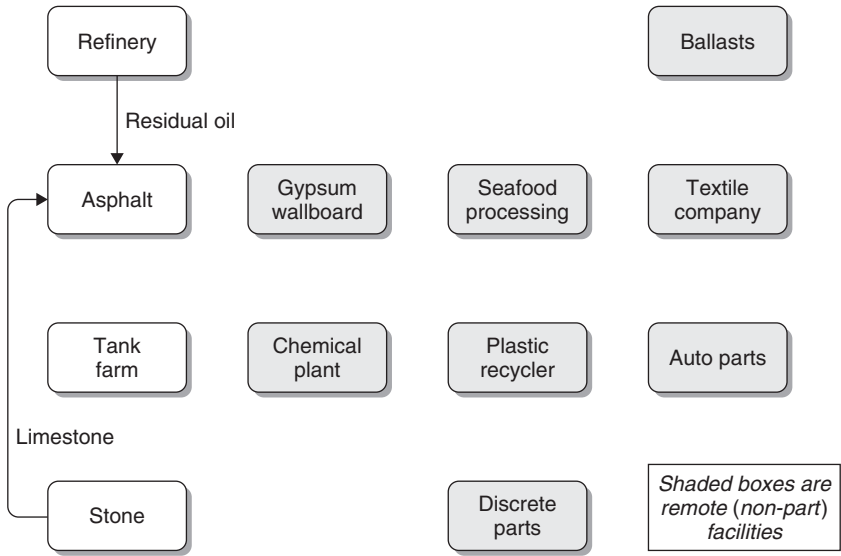 Refinery
Ballasts
Residual oil
Asphalt
Gypsum
wallboard
Seafood
processing
Textile
company
Tank
farm
Chemical
plant
Plastic
recycler
Auto parts
Limestone
Stone
Discrete
parts
Shaded boxes are
remote (non-part)
facilities